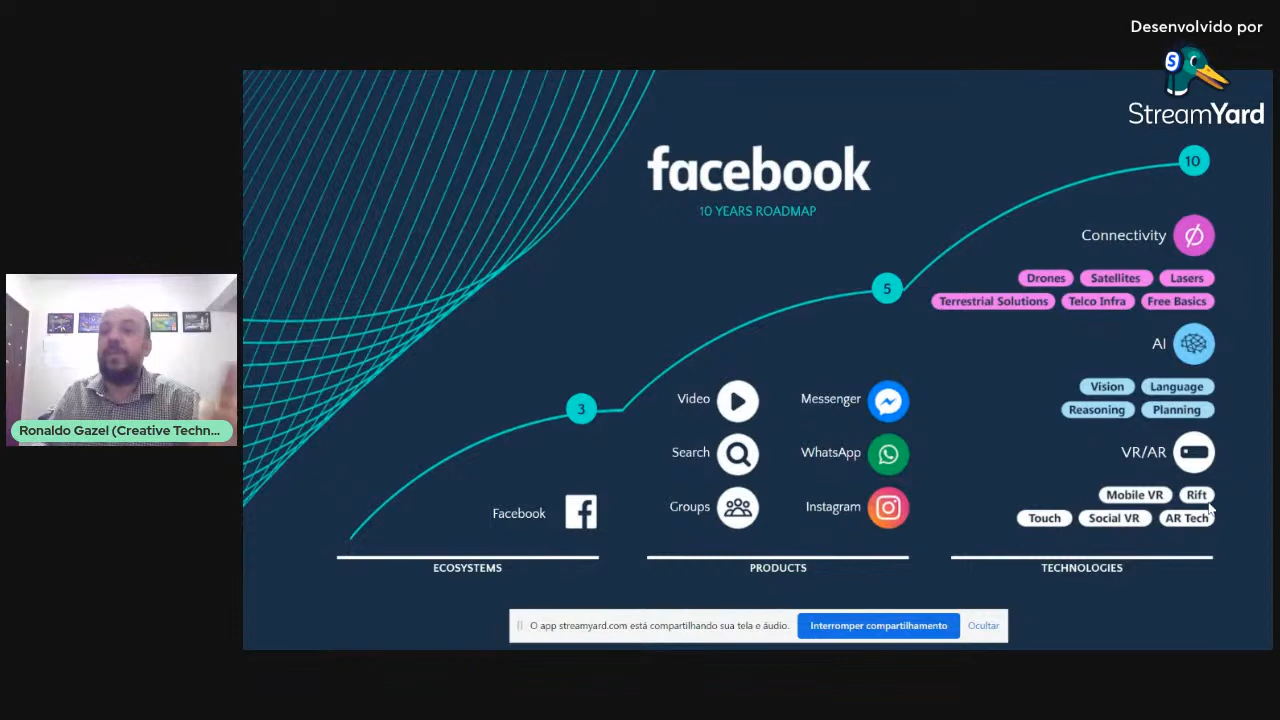 Desenvolvido por
StreamYard
facebook
10 YEARS ROADMAP
10
5
3
Connectivity
Drones
Satellites
Lasers
Terrestrial Solutions
Telco Infra
Free Basics
AI
Vision
Language
Reasoning
Planning
VR/AR
Mobile VR
Rift
Touch
Social VR
AR Tech
Video
Messenger
Search
WhatsApp
Groups
Instagram
Facebook
ECOSYSTEMS
PRODUCTS
TECHNOLOGIES
Ronaldo Gazel (Creative Techn...
O app streamyard.com está compartilhando sua tela e áudio.
Interromper compartilhamento
Ocultar